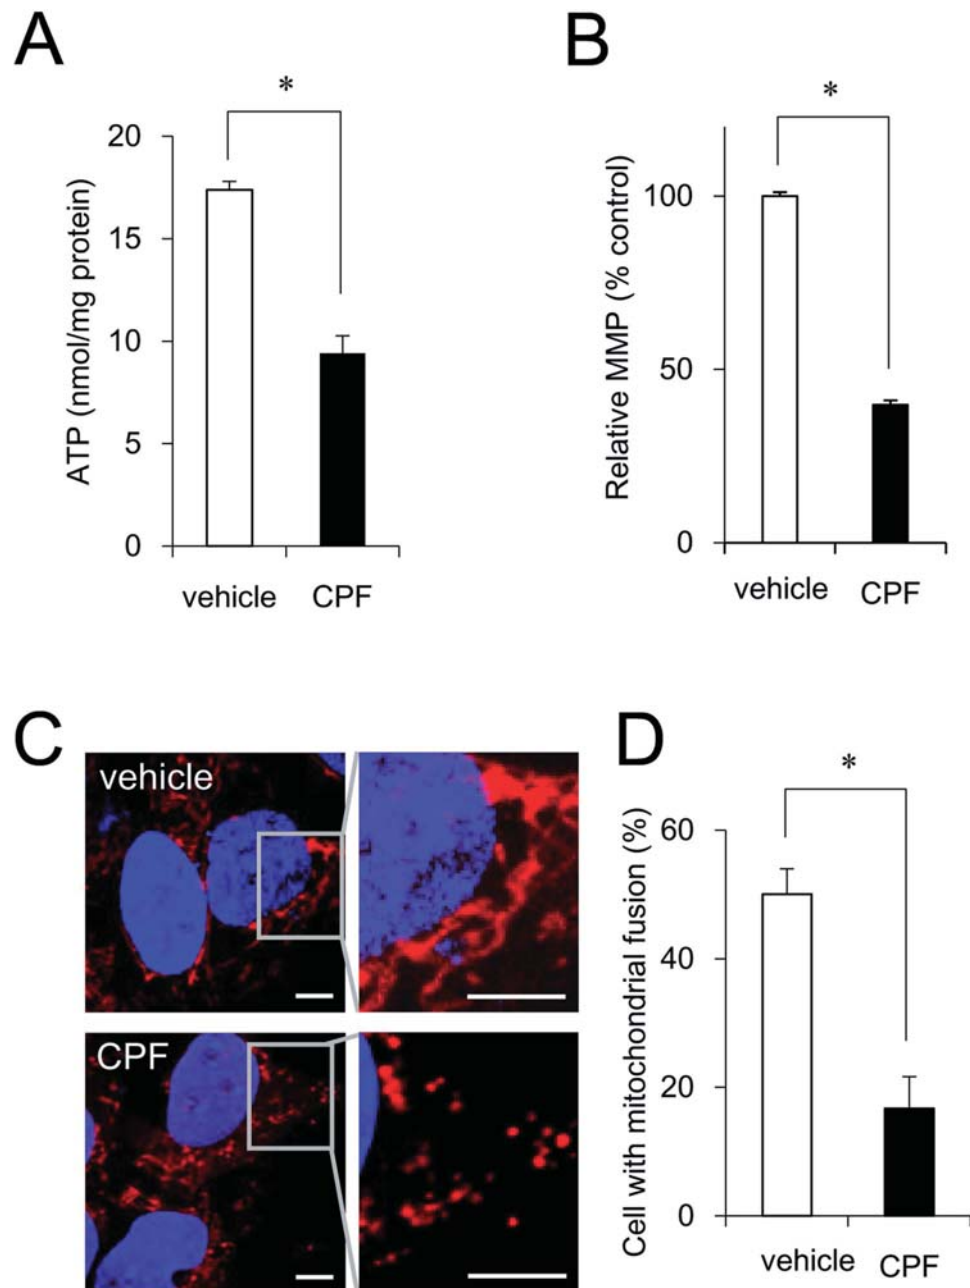 A
*
20
15
10
5
0
ATP (nmol/mg protein)
vehicle CPF
B
*
100
50
0
Relative MMP (% control)
vehicle CPF
C
vehicle
CPF
D
*
60
40
20
0
Cell with mitochondrial fusion (%)
vehicle CPF